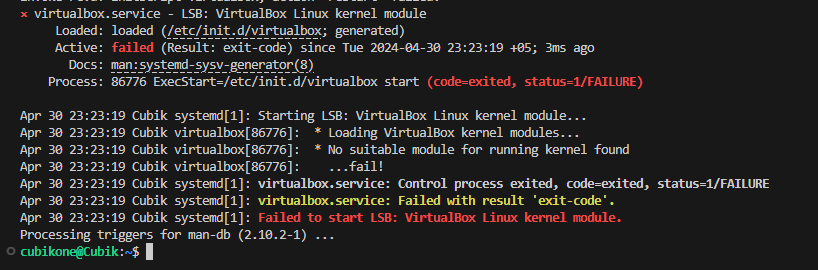 × virtualbox.service - LSB: VirtualBox Linux kernel module
Loaded: loaded (/etc/init.d/virtualbox; generated)
Active: failed (Result: exit-code) since Tue 2024-04-30 23:23:19 +05; 3ms ago
Docs: man:systemd-sysv-generator(8)
Process: 86776 ExecStart=/etc/init.d/virtualbox start (code=exited, status=1/FAILURE)

Apr 30 23:23:19 Cubik systemd[1]: Starting LSB: VirtualBox Linux kernel module...
Apr 30 23:23:19 Cubik virtualbox[86776]:  * Loading VirtualBox kernel modules...
Apr 30 23:23:19 Cubik virtualbox[86776]:  * No suitable module for running kernel found
Apr 30 23:23:19 Cubik virtualbox[86776]:    ...fail!
Apr 30 23:23:19 Cubik systemd[1]: virtualbox.service: Control process exited, code=exited, status=1/FAILURE
Apr 30 23:23:19 Cubik systemd[1]: virtualbox.service: Failed with result 'exit-code'.
Apr 30 23:23:19 Cubik systemd[1]: Failed to start LSB: VirtualBox Linux kernel module.
Processing triggers for man-db (2.10.2-1) ...
cubikone@Cubik:~$